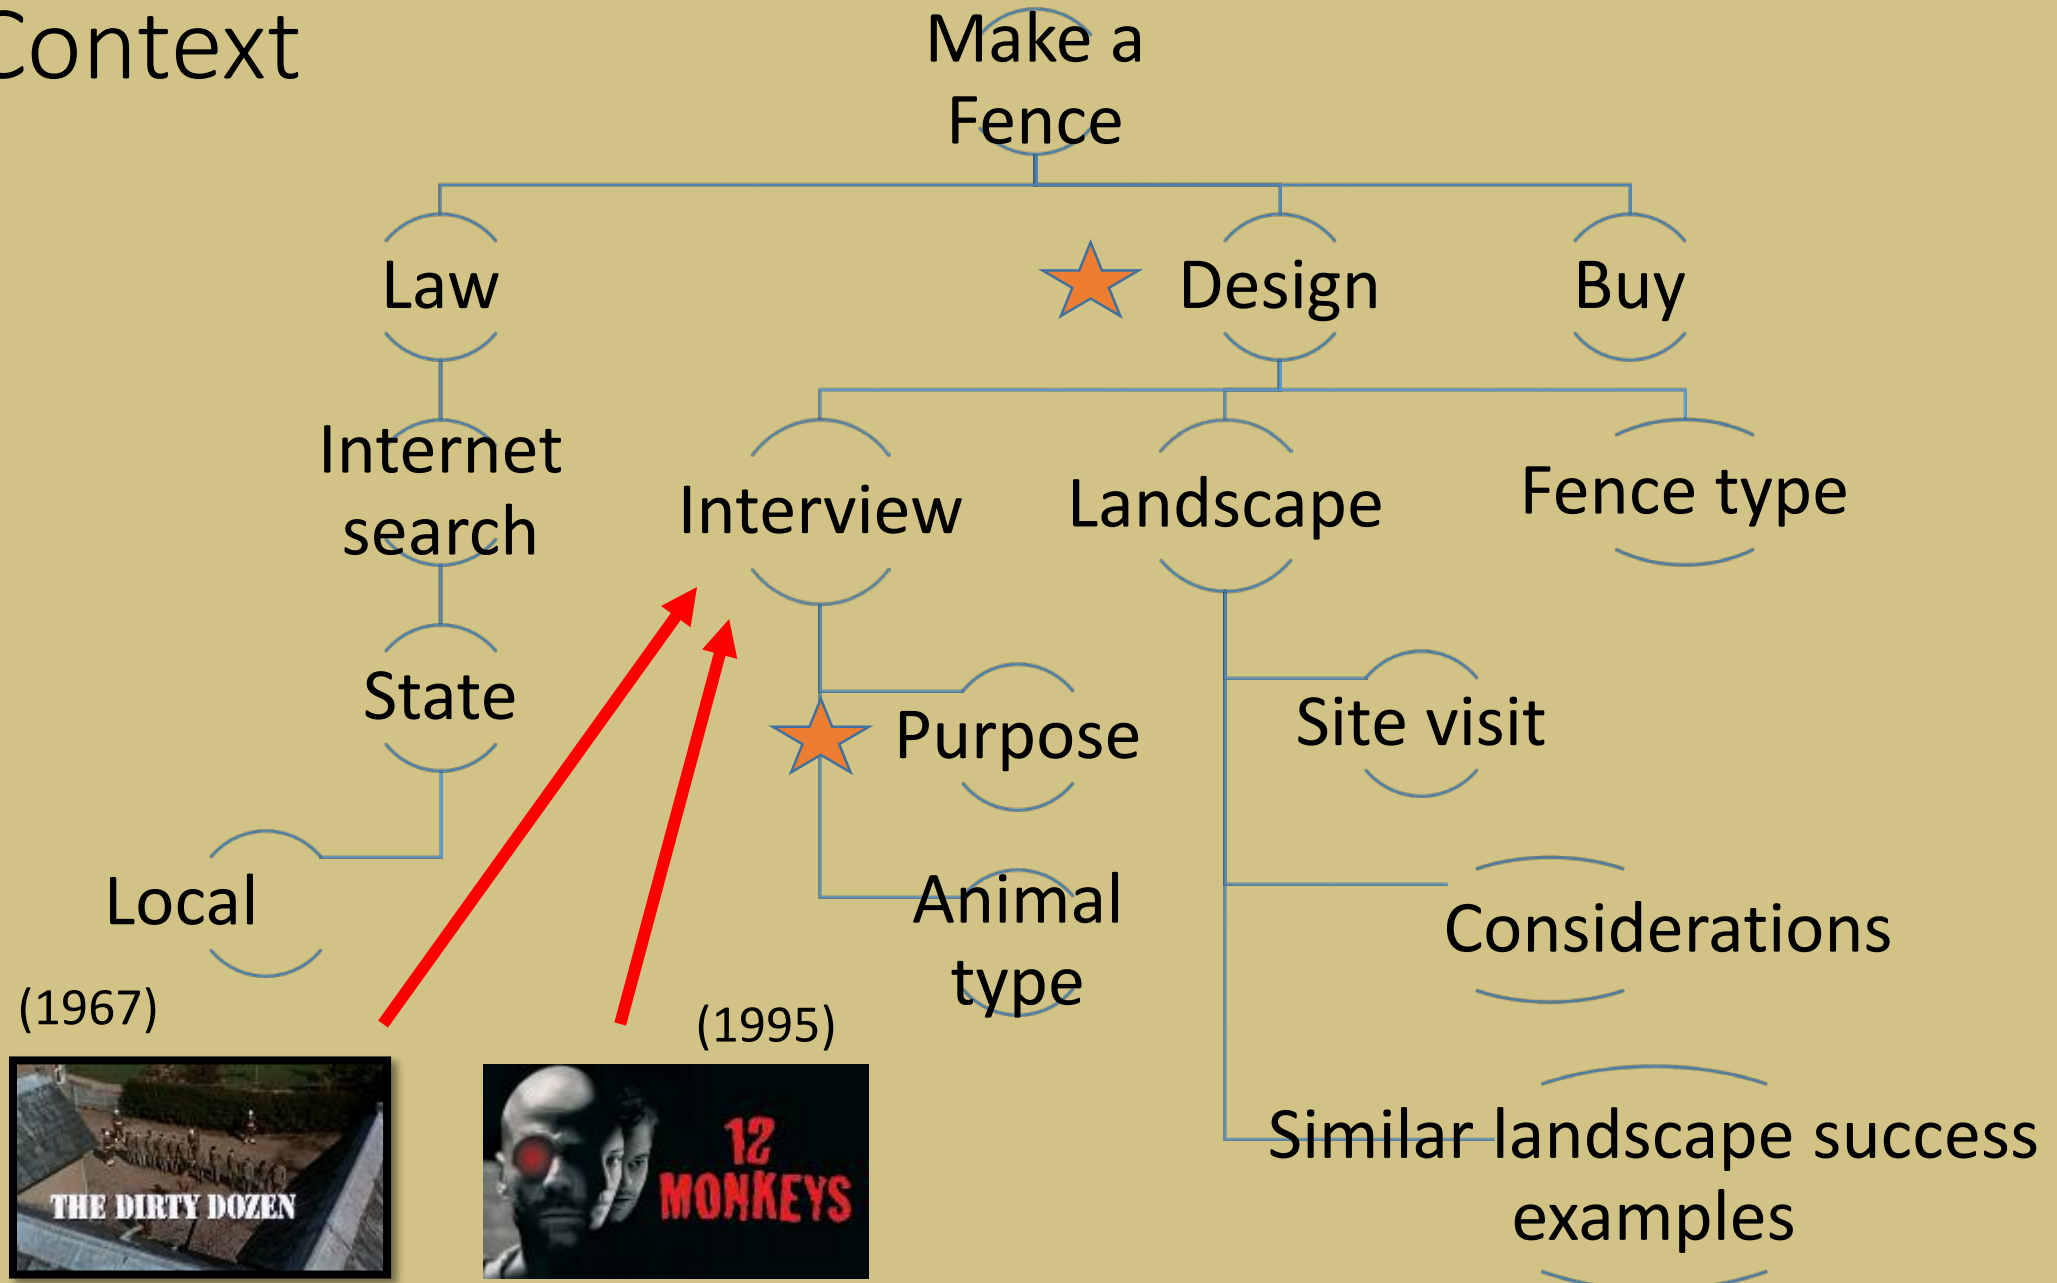 Context
Make a
Fence
Law
Design
Buy
Internet
search
Interview
Landscape
Fence type
State
Purpose
Site visit
Local
Animal
type
Considerations
(1967)
(1995)
THE DIRTY DOZEN
12
MONKEYS
Similar landscape success
examples